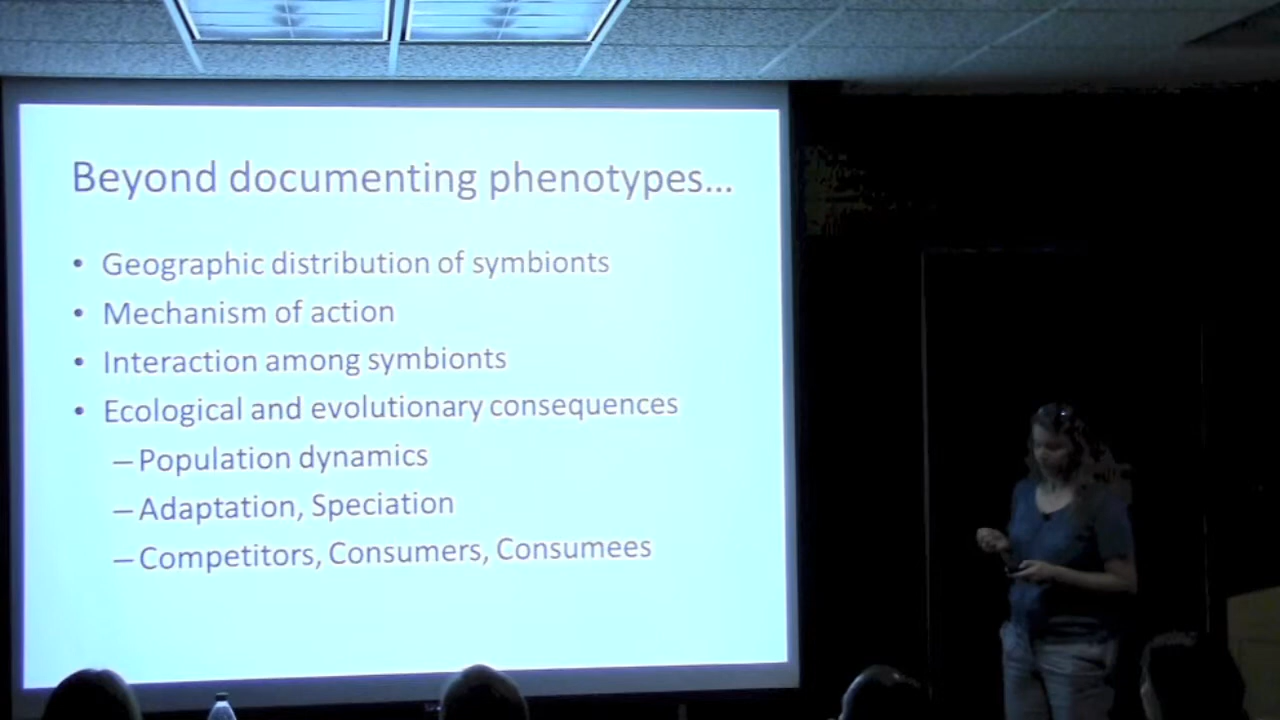 Beyond documenting phenotypes...
• Geographic distribution of symbionts
• Mechanism of action
• Interaction among symbionts
• Ecological and evolutionary consequences
– Population dynamics
– Adaptation, Speciation
– Competitors, Consumers, Consumees